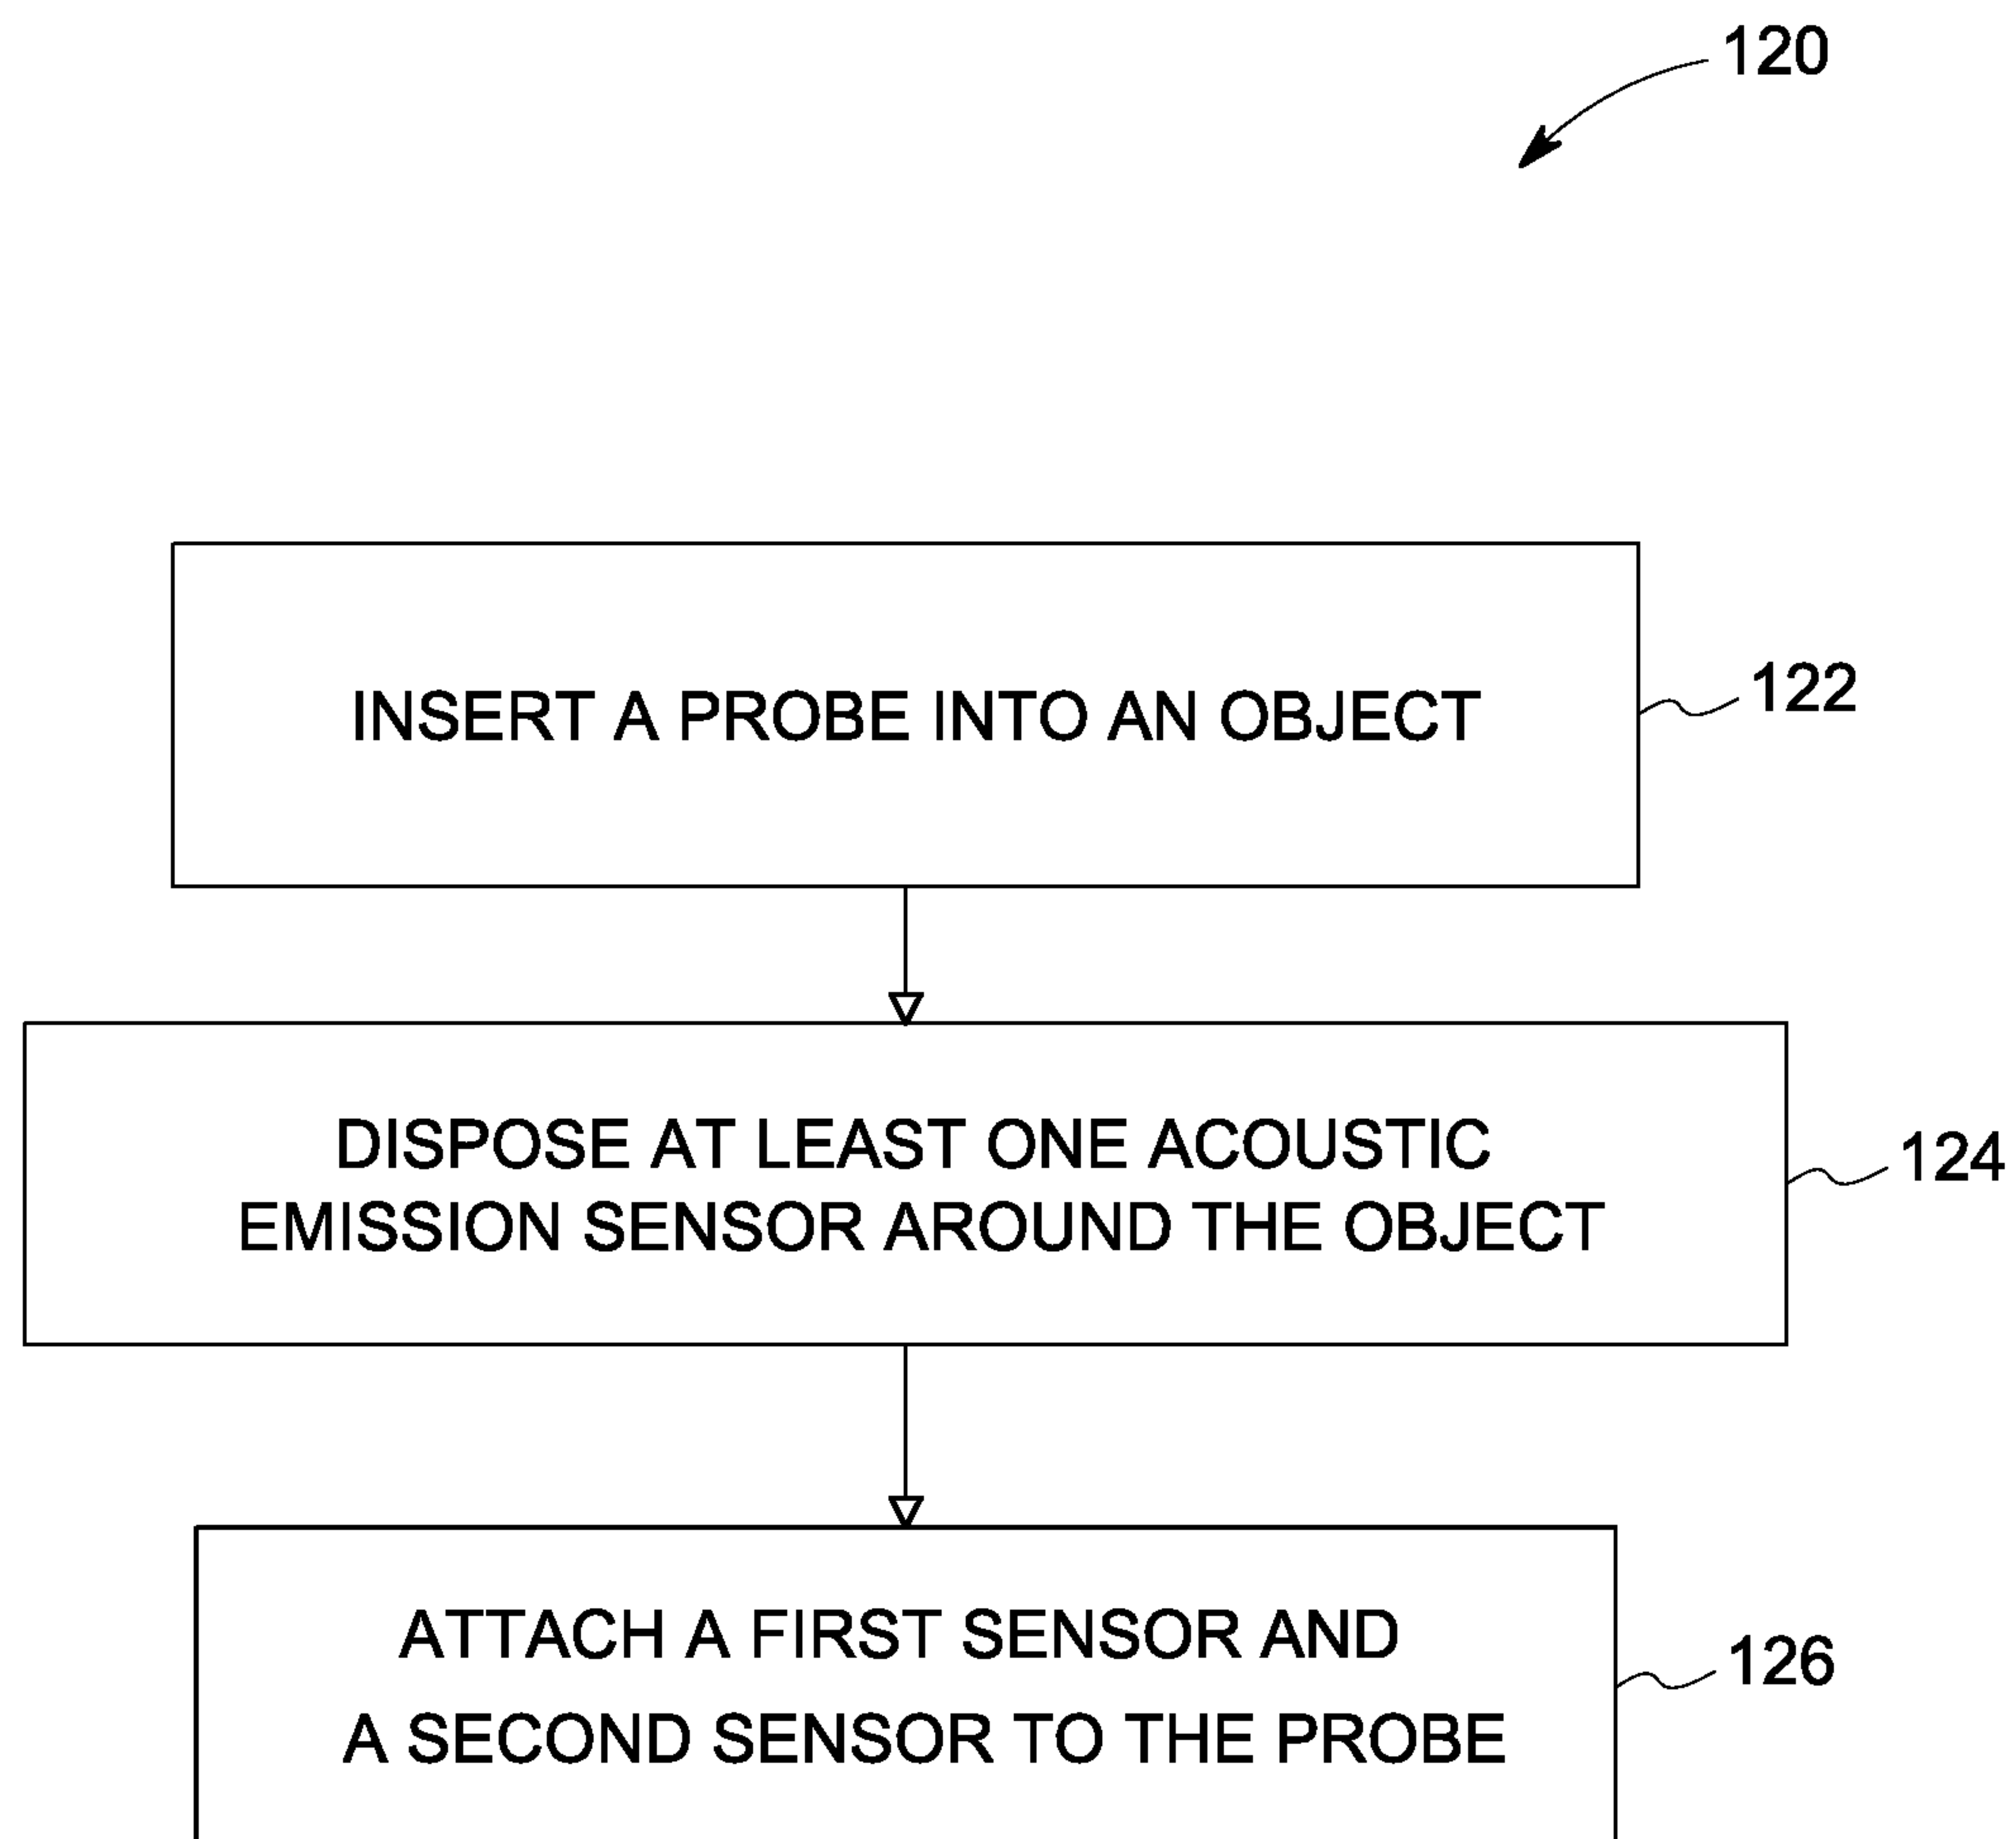 120
INSERT A PROBE INTO AN OBJECT
122
DISPOSE AT LEAST ONE ACOUSTIC
EMISSION SENSOR AROUND THE OBJECT
124
ATTACH A FIRST SENSOR AND
A SECOND SENSOR TO THE PROBE
126